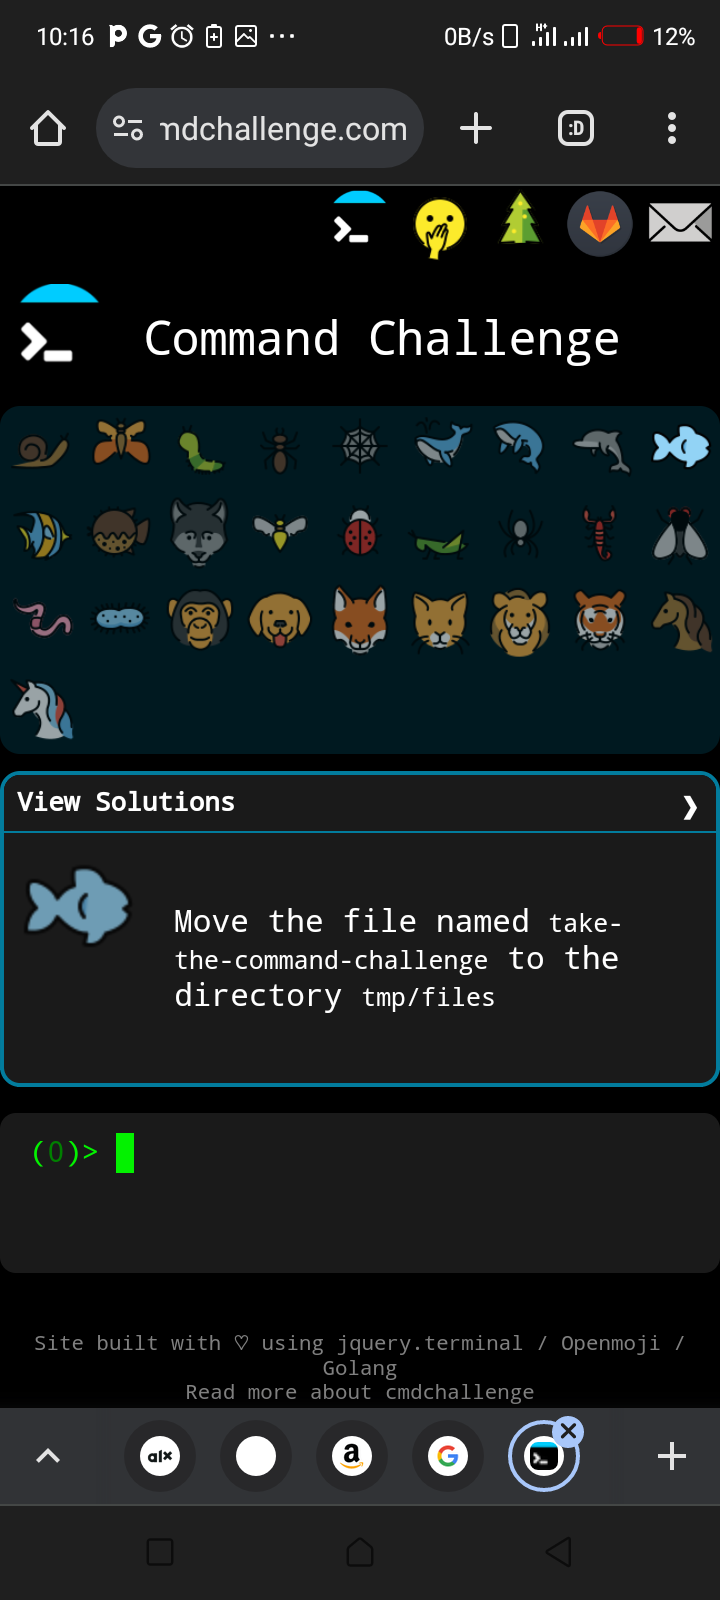 10:16 0B/s H+ 12%
mdchallenge.com :D
Command Challenge
View Solutions ❯
Move the file named take-
the-command-challenge to the
directory tmp/files
(0)>
Site built with ♡ using jquery.terminal / Openmoji /
Golang
Read more about cmdchallenge
alx a G